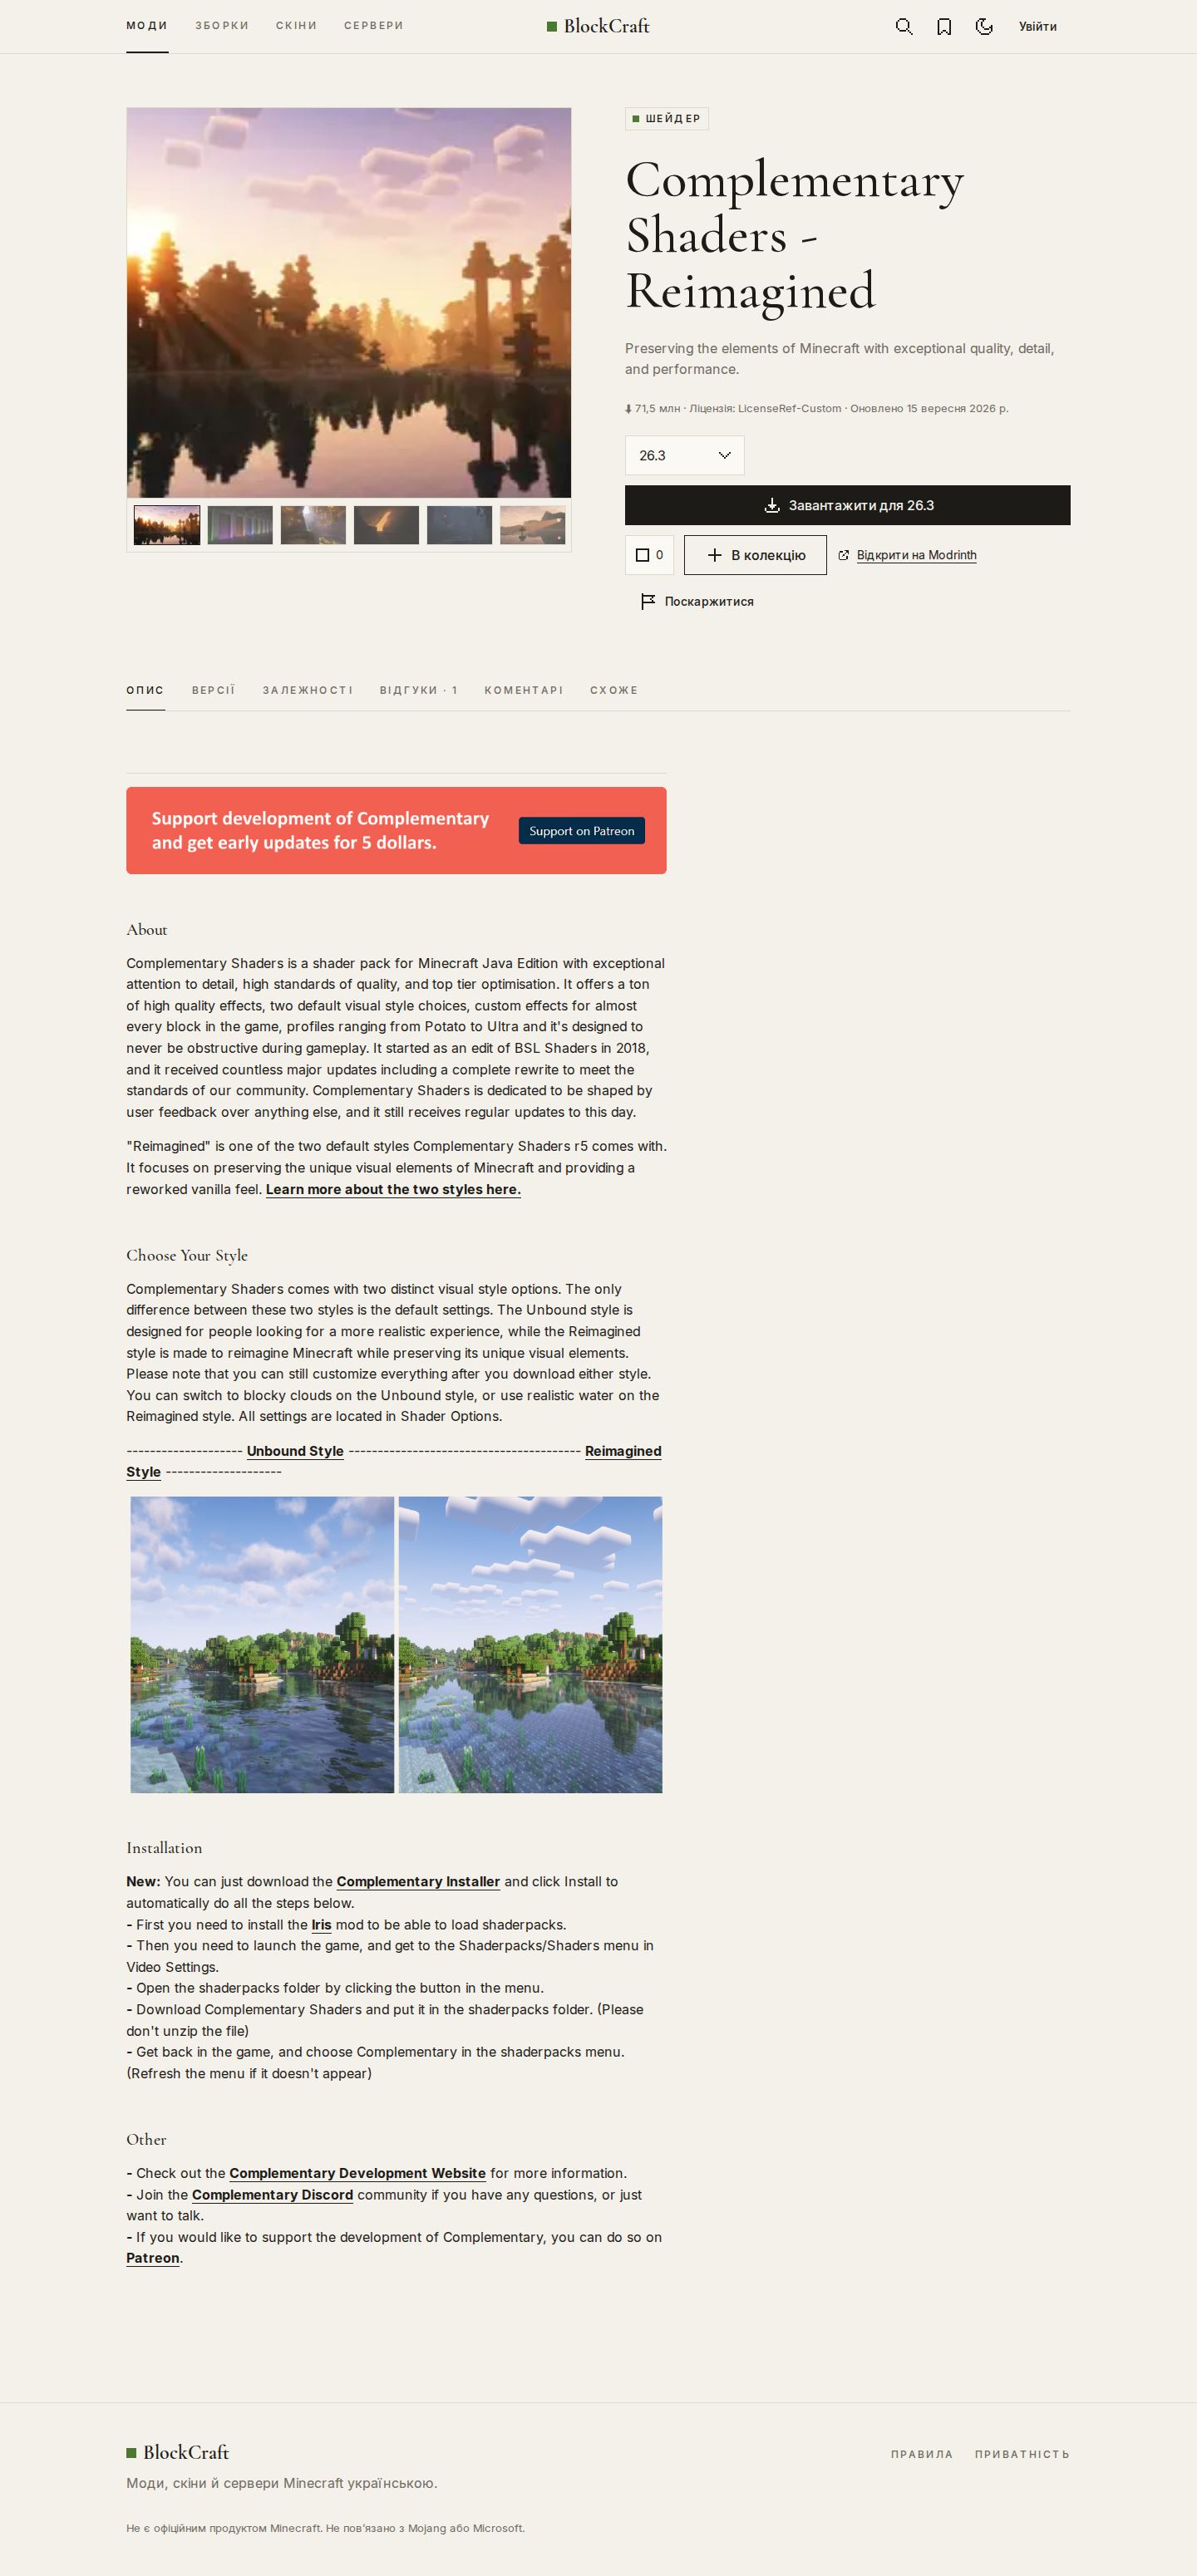 МОДИ ЗБОРКИ СКІНИ СЕРВЕРИ BlockCraft Увійти
ШЕЙДЕР
Complementary
Shaders -
Reimagined
Preserving the elements of Minecraft with exceptional quality, detail,
and performance.
71,5 млн · Ліцензія: LicenseRef-Custom · Оновлено 15 вересня 2026 р.
26.3
Завантажити для 26.3
0 В колекцію Відкрити на Modrinth
Поскаржитися
ОПИС ВЕРСІЇ ЗАЛЕЖНОСТІ ВІДГУКИ · 1 КОМЕНТАРІ СХОЖЕ
Support development of Complementary
and get early updates for 5 dollars.
Support on Patreon
About
Complementary Shaders is a shader pack for Minecraft Java Edition with exceptional
attention to detail, high standards of quality, and top tier optimisation. It offers a ton
of high quality effects, two default visual style choices, custom effects for almost
every block in the game, profiles ranging from Potato to Ultra and it's designed to
never be obstructive during gameplay. It started as an edit of BSL Shaders in 2018,
and it received countless major updates including a complete rewrite to meet the
standards of our community. Complementary Shaders is dedicated to be shaped by
user feedback over anything else, and it still receives regular updates to this day.
"Reimagined" is one of the two default styles Complementary Shaders r5 comes with.
It focuses on preserving the unique visual elements of Minecraft and providing a
reworked vanilla feel. Learn more about the two styles here.
Choose Your Style
Complementary Shaders comes with two distinct visual style options. The only
difference between these two styles is the default settings. The Unbound style is
designed for people looking for a more realistic experience, while the Reimagined
style is made to reimagine Minecraft while preserving its unique visual elements.
Please note that you can still customize everything after you download either style.
You can switch to blocky clouds on the Unbound style, or use realistic water on the
Reimagined style. All settings are located in Shader Options.
-------------------- Unbound Style ---------------------------------------- Reimagined
Style --------------------
Installation
New: You can just download the Complementary Installer and click Install to
automatically do all the steps below.
- First you need to install the Iris mod to be able to load shaderpacks.
- Then you need to launch the game, and get to the Shaderpacks/Shaders menu in
Video Settings.
- Open the shaderpacks folder by clicking the button in the menu.
- Download Complementary Shaders and put it in the shaderpacks folder. (Please
don't unzip the file)
- Get back in the game, and choose Complementary in the shaderpacks menu.
(Refresh the menu if it doesn't appear)
Other
- Check out the Complementary Development Website for more information.
- Join the Complementary Discord community if you have any questions, or just
want to talk.
- If you would like to support the development of Complementary, you can do so on
Patreon.
BlockCraft
ПРАВИЛА ПРИВАТНІСТЬ
Моди, скіни й сервери Minecraft українською.
Не є офіційним продуктом Minecraft. Не пов’язано з Mojang або Microsoft.